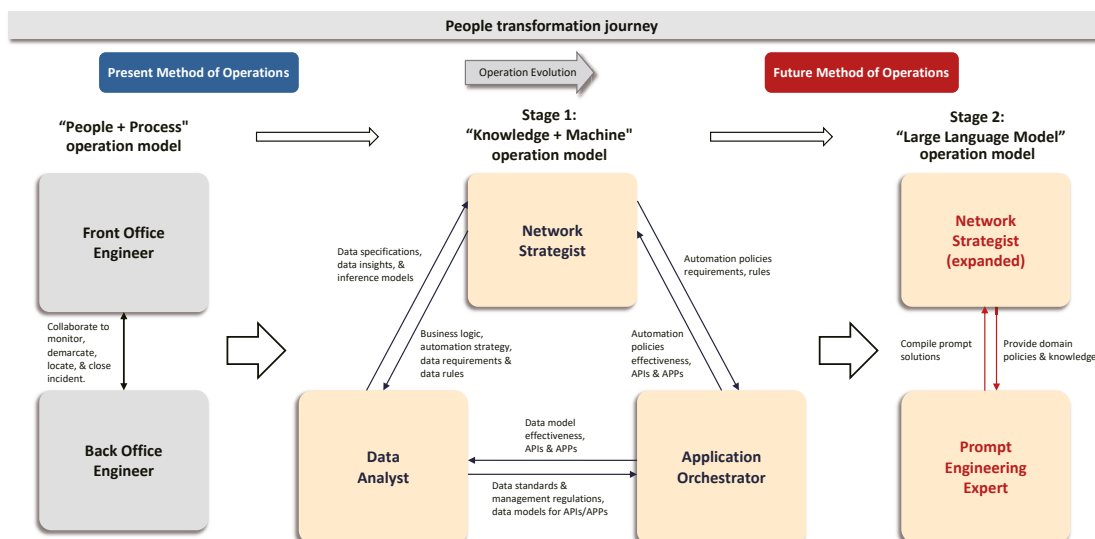 People transformation journey
Present Method of Operations
Operation Evolution
Future Method of Operations
“People + Process"
operation model
Stage 1:
“Knowledge + Machine"
operation model
Stage 2:
“Large Language Model”
operation model
Front Office
Engineer
Collaborate to
monitor,
demarcate,
locate, & close
incident.
Back Office
Engineer
Network
Strategist
Data specifications,
data insights, &
inference models
Business logic,
automation strategy,
data requirements &
data rules
Automation policies
requirements, rules
Automation
policies
effectiveness,
APIs & APPs
Data
Analyst
Data model
effectiveness,
APIs & APPs
Data standards &
management regulations,
data models for APIs/APPs
Application
Orchestrator
Network
Strategist
(expanded)
Compile prompt
solutions
Provide domain
policies & knowledge
Prompt
Engineering
Expert